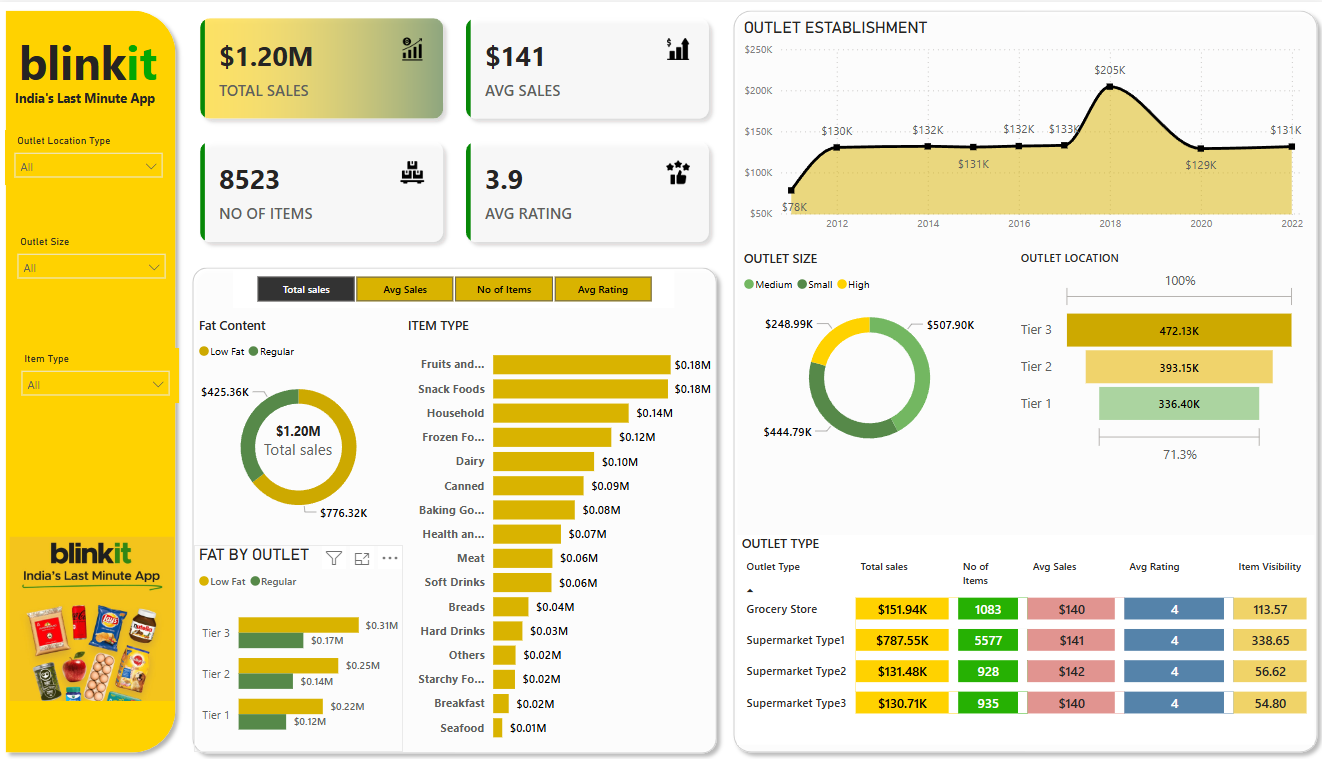 blinkit
India's Last Minute App
Outlet Location Type
All
Outlet Size
All
Item Type
All
blinkit
India's Last Minute App
$1.20M
TOTAL SALES
$141
AVG SALES
8523
NO OF ITEMS
3.9
AVG RATING
Total sales
Avg Sales
No of Items
Avg Rating
Fat Content
Low Fat Regular
$425.36K
$1.20M
Total sales
$776.32K
FAT BY OUTLET
Low Fat Regular
Tier 3 $0.31M
$0.17M
Tier 2 $0.25M
$0.14M
Tier 1 $0.22M
$0.12M
ITEM TYPE
Fruits and... $0.18M
Snack Foods $0.18M
Household $0.14M
Frozen Fo... $0.12M
Dairy $0.10M
Canned $0.09M
Baking Go... $0.08M
Health an... $0.07M
Meat $0.06M
Soft Drinks $0.06M
Breads $0.04M
Hard Drinks $0.03M
Others $0.02M
Starchy Fo... $0.02M
Breakfast $0.02M
Seafood $0.01M
OUTLET ESTABLISHMENT
$250K
$200K
$150K
$100K
$50K
$78K
$130K
$132K
$131K
$132K
$133K
$205K
$129K
$131K
2012 2014 2016 2018 2020 2022
OUTLET SIZE
Medium Small High
$248.99K
$507.90K
$444.79K
OUTLET LOCATION
100%
Tier 3 472.13K
Tier 2 393.15K
Tier 1 336.40K
71.3%
OUTLET TYPE
Outlet Type Total sales No of Items Avg Sales Avg Rating Item Visibility
Grocery Store $151.94K 1083 $140 4 113.57
Supermarket Type1 $787.55K 5577 $141 4 338.65
Supermarket Type2 $131.48K 928 $142 4 56.62
Supermarket Type3 $130.71K 935 $140 4 54.80